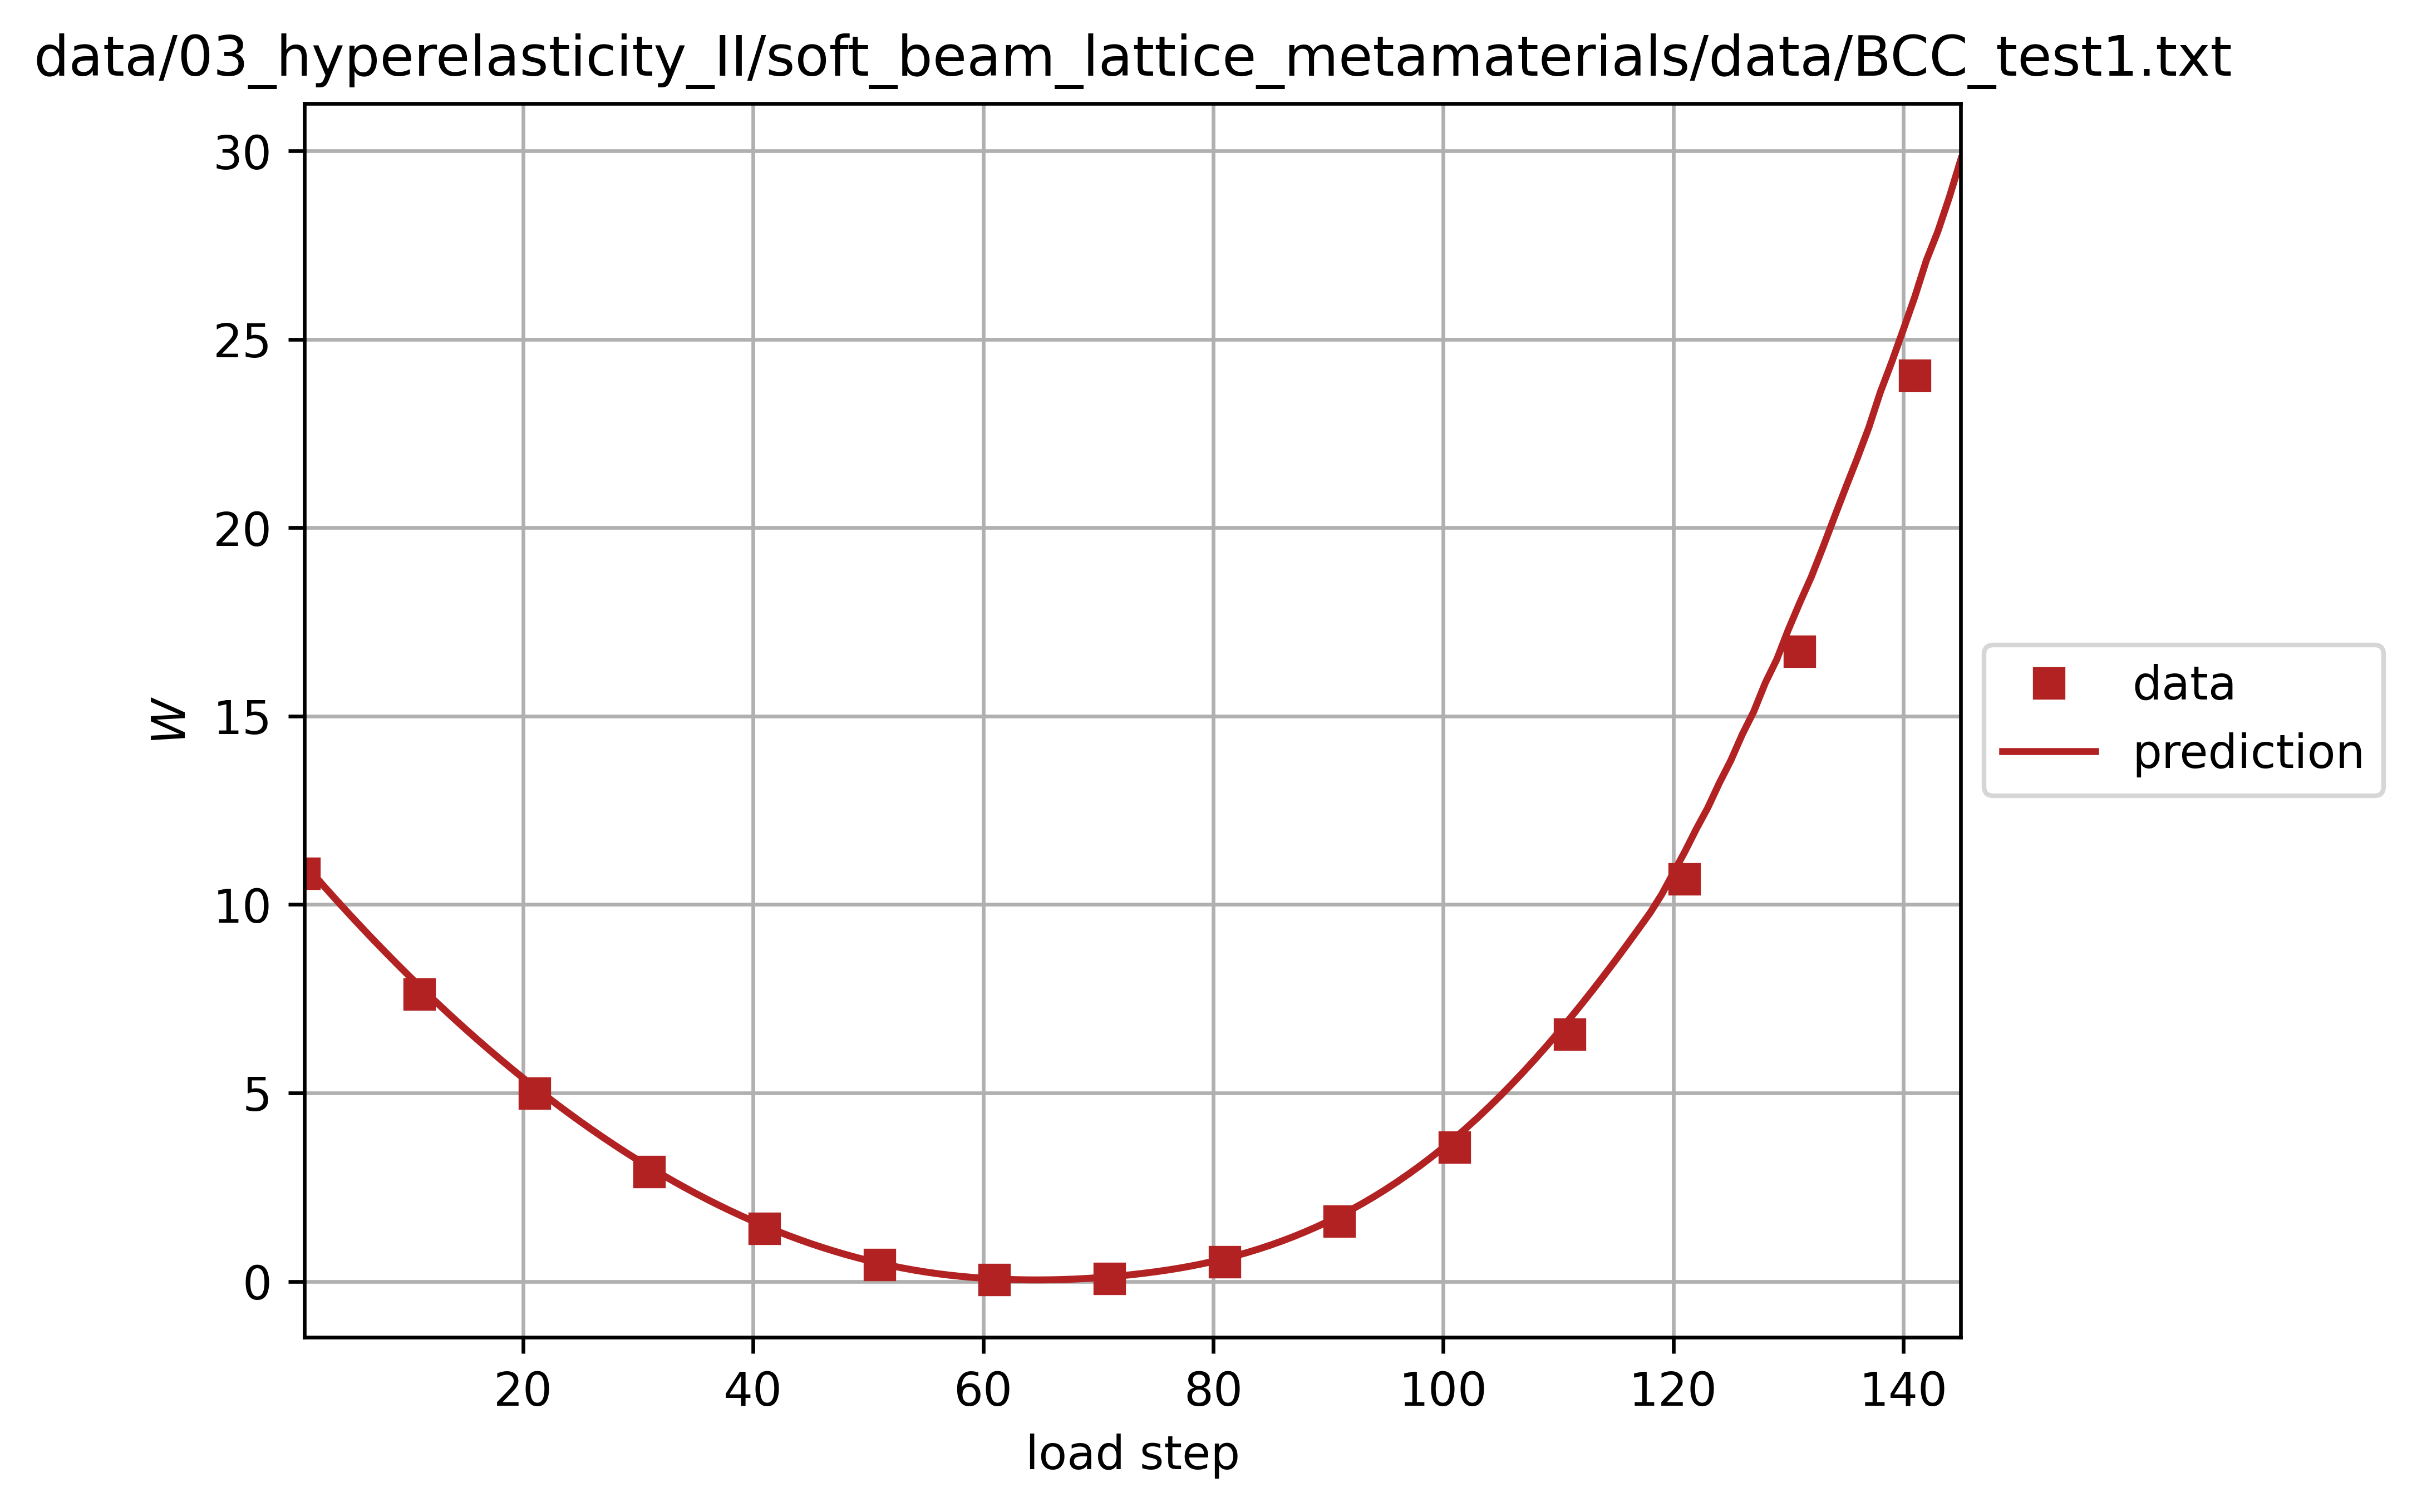 data/03_hyperelasticity_II/soft_beam_lattice_metamaterials/data/BCC_test1.txt
30
25
20
15
10
5
0
W
20 40 60 80 100 120 140
load step
data
prediction